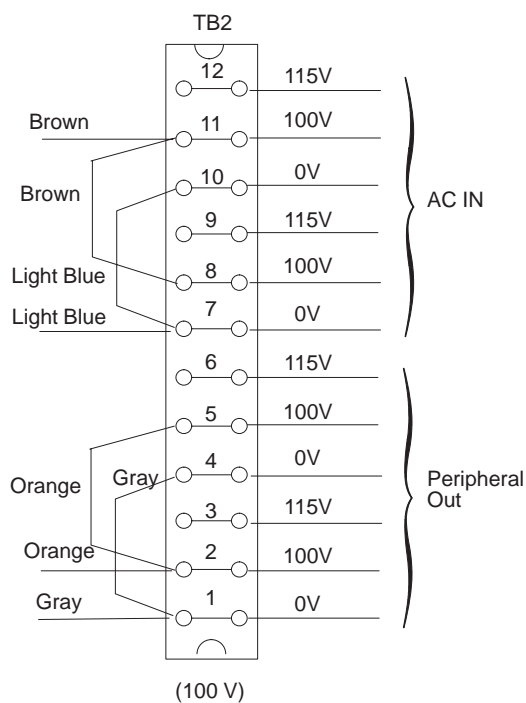 TB2
12 115V
Brown 11 100V
10 0V
Brown
AC IN
9 115V
Light Blue 8 100V
Light Blue 7 0V
6 115V
5 100V
Gray 4 0V
Orange
Peripheral
Out
3 115V
Orange 2 100V
Gray 1 0V
(100 V)